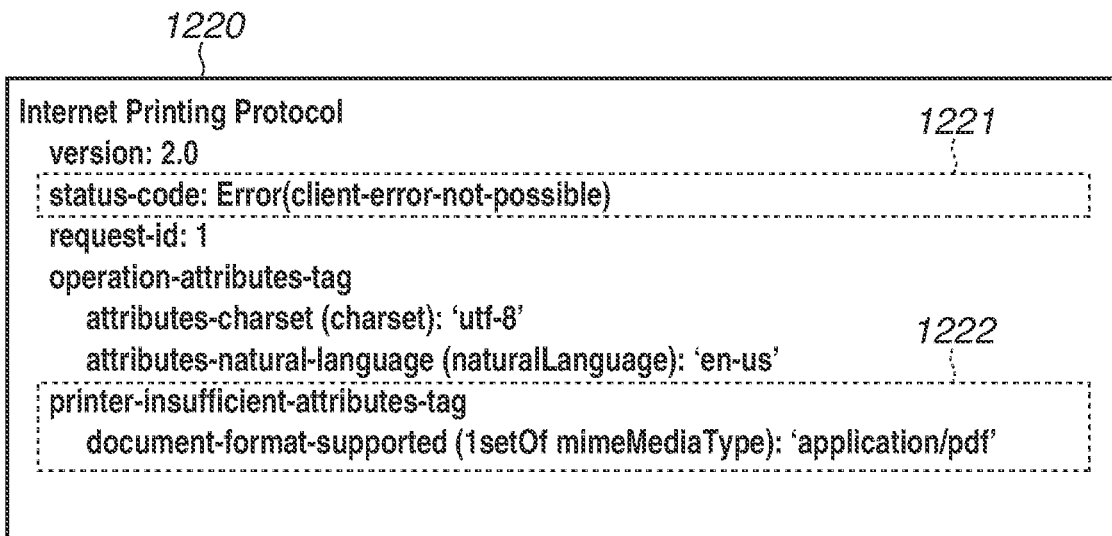 1220
Internet Printing Protocol
1221
version: 2.0
status-code: Error(client-error-not-possible)
request-id: 1
operation-attributes-tag
attributes-charset (charset): ‘utf-8’
1222
attributes-natural-language (naturalLanguage): ‘en-us’
printer-insufficient-attributes-tag
document-format-supported (1setOf mimeMediaType): ‘application/pdf’